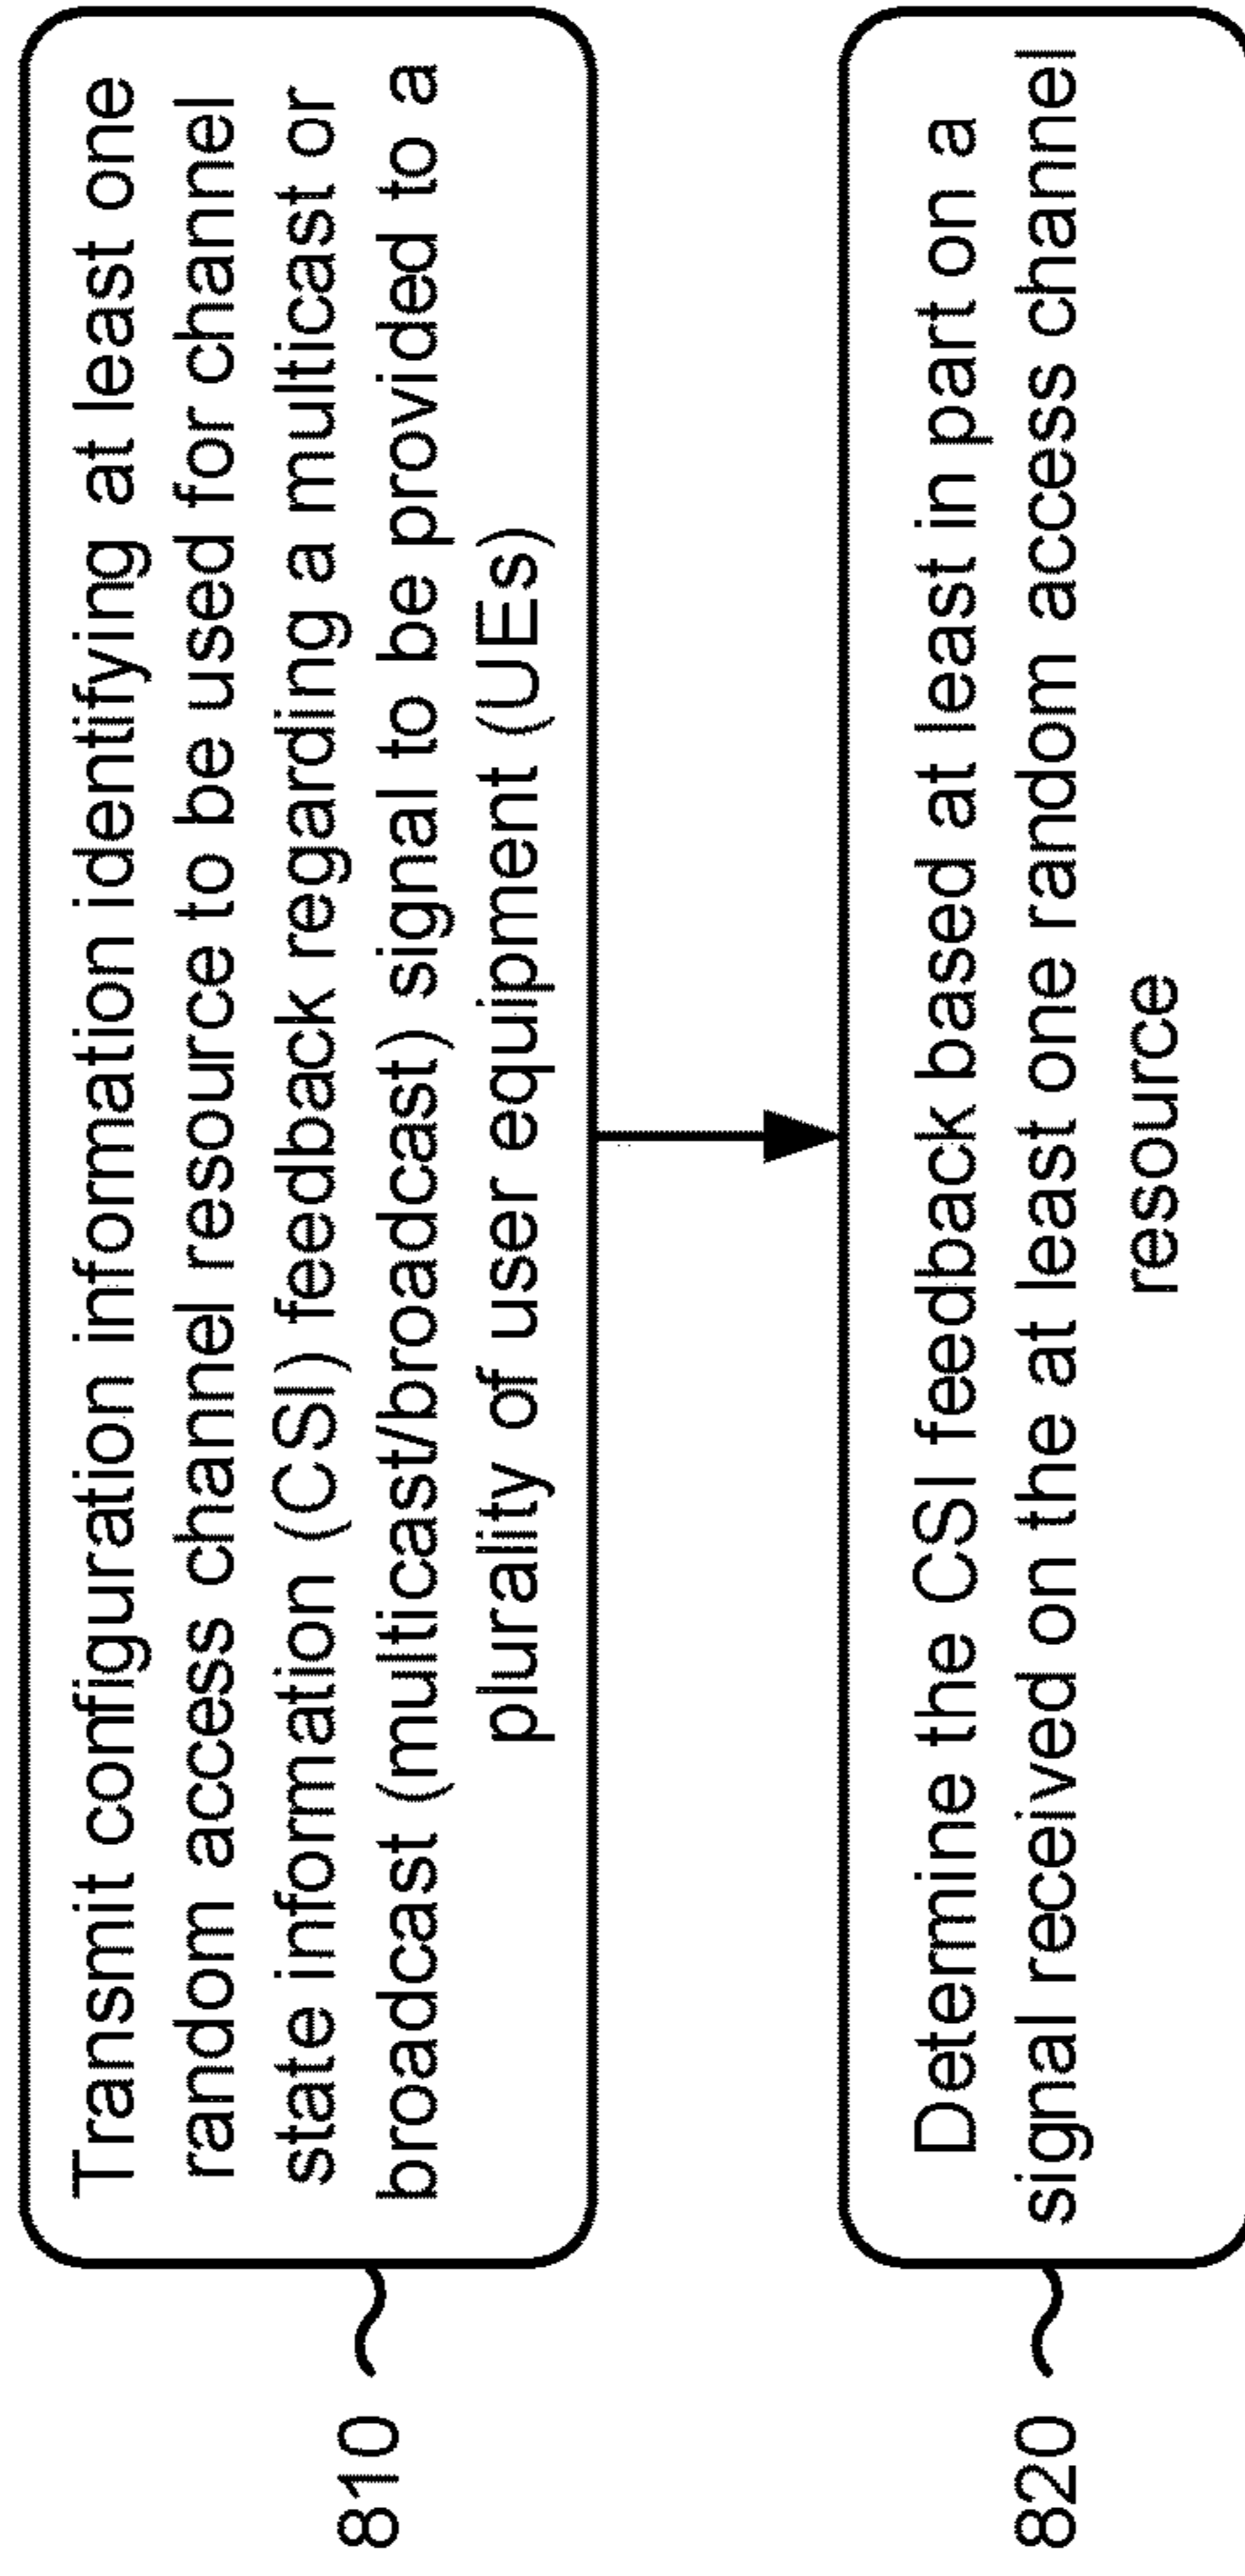 810
Transmit configuration information identifying at least one
random access channel resource to be used for channel
state information (CSI) feedback regarding a multicast or
broadcast (multicast/broadcast) signal to be provided to a
plurality of user equipment (UEs)
820
Determine the CSI feedback based at least in part on a
signal received on the at least one random access channel
resource